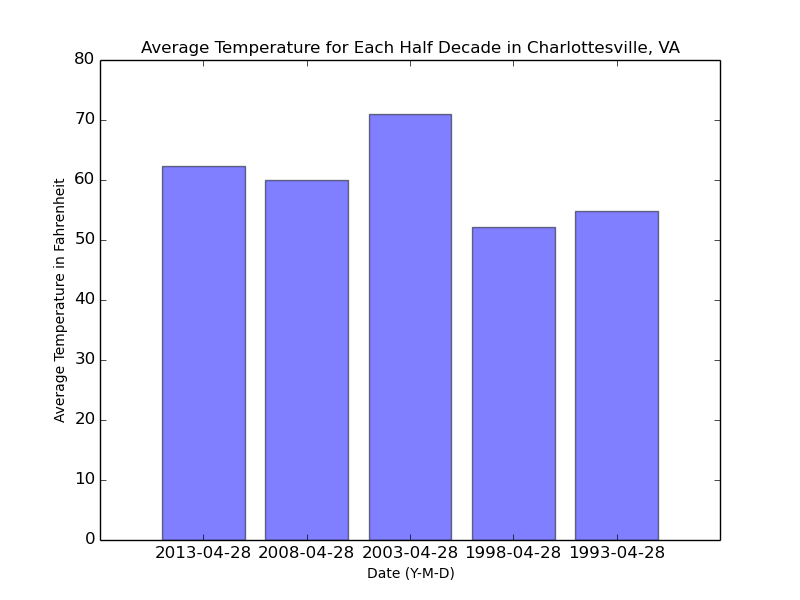 Average Temperature for Each Half Decade in Charlottesville, VA
80
70
60
50
40
30
20
10
0
Average Temperature in Fahrenheit
2013-04-28 2008-04-28 2003-04-28 1998-04-28 1993-04-28
Date (Y-M-D)